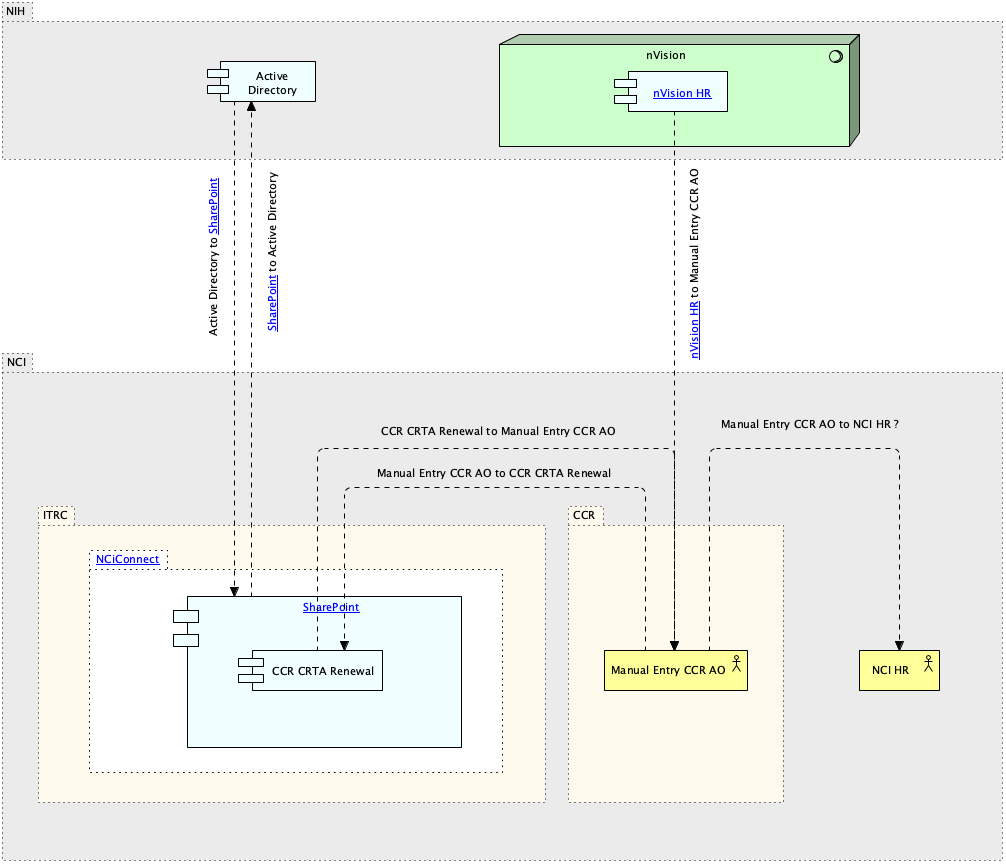 NIH
Active
Directory
nVision
nVision HR
Active Directory to SharePoint
SharePoint to Active Directory
nVision HR to Manual Entry CCR AO
NCI
CCR CRTA Renewal to Manual Entry CCR AO
Manual Entry CCR AO to NCI HR ?
Manual Entry CCR AO to CCR CRTA Renewal
ITRC
CCR
NCiConnect
SharePoint
CCR CRTA Renewal
Manual Entry CCR AO
NCI HR